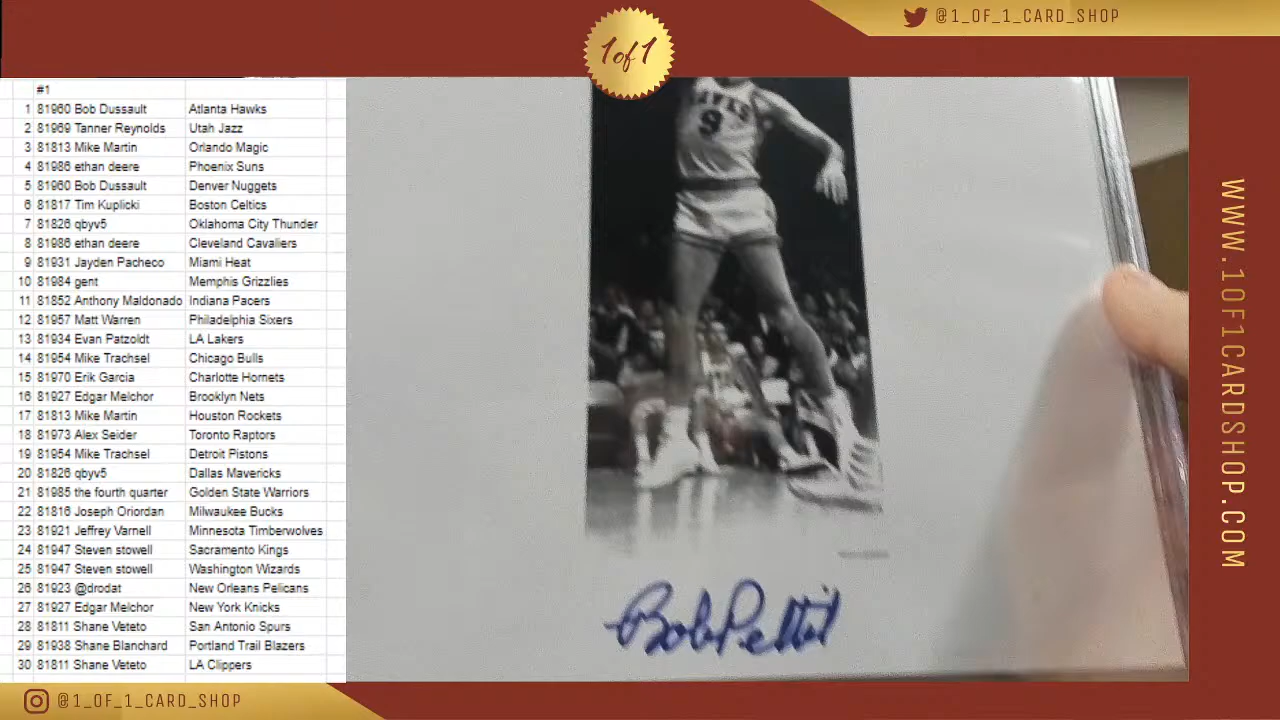 @1_OF_1_CARD_SHOP
1of1
#1
1 81960 Bob Dussault Atlanta Hawks
2 81969 Tanner Reynolds Utah Jazz
3 81813 Mike Martin Orlando Magic
4 81986 ethan deere Phoenix Suns
5 81960 Bob Dussault Denver Nuggets
6 81817 Tim Kuplicki Boston Celtics
7 81826 qbyv5 Oklahoma City Thunder
8 81986 ethan deere Cleveland Cavaliers
9 81931 Jayden Pacheco Miami Heat
10 81984 gent Memphis Grizzlies
11 81852 Anthony Maldonado Indiana Pacers
12 81957 Matt Warren Philadelphia Sixers
13 81934 Evan Patzoldt LA Lakers
14 81954 Mike Trachsel Chicago Bulls
15 81970 Erik Garcia Charlotte Hornets
16 81927 Edgar Melchor Brooklyn Nets
17 81813 Mike Martin Houston Rockets
18 81973 Alex Seider Toronto Raptors
19 81954 Mike Trachsel Detroit Pistons
20 81826 qbyv5 Dallas Mavericks
21 81985 the fourth quarter Golden State Warriors
22 81816 Joseph Oriordan Milwaukee Bucks
23 81921 Jeffrey Varnell Minnesota Timberwolves
24 81947 Steven stowell Sacramento Kings
25 81947 Steven stowell Washington Wizards
26 81923 @drodat New Orleans Pelicans
27 81927 Edgar Melchor New York Knicks
28 81811 Shane Veteto San Antonio Spurs
29 81938 Shane Blanchard Portland Trail Blazers
30 81811 Shane Veteto LA Clippers
9
Bob Pettit
WWW.1OF1CARDSHOP.COM
@1_OF_1_CARD_SHOP